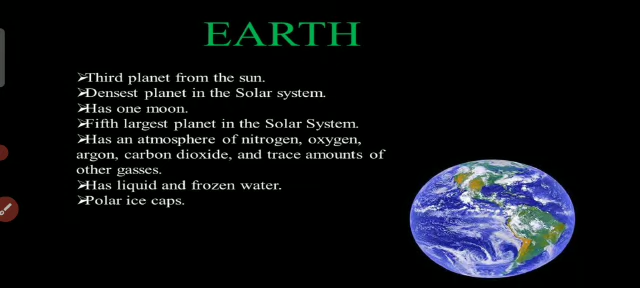 EARTH
➢Third planet from the sun.
➢Densest planet in the Solar system.
➢Has one moon.
➢Fifth largest planet in the Solar System.
➢Has an atmosphere of nitrogen, oxygen,
argon, carbon dioxide, and trace amounts of
other gasses.
➢Has liquid and frozen water.
➢Polar ice caps.